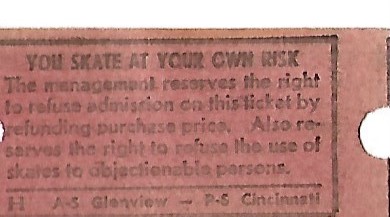 YOU SKATE AT YOUR OWN RISK
The management reserves the right
to refuse admission on this ticket by
refunding purchase price. Also re-
serves the right to refuse the use of
skates to objectionable persons.
H A-S Glenview — P-S Cincinnati